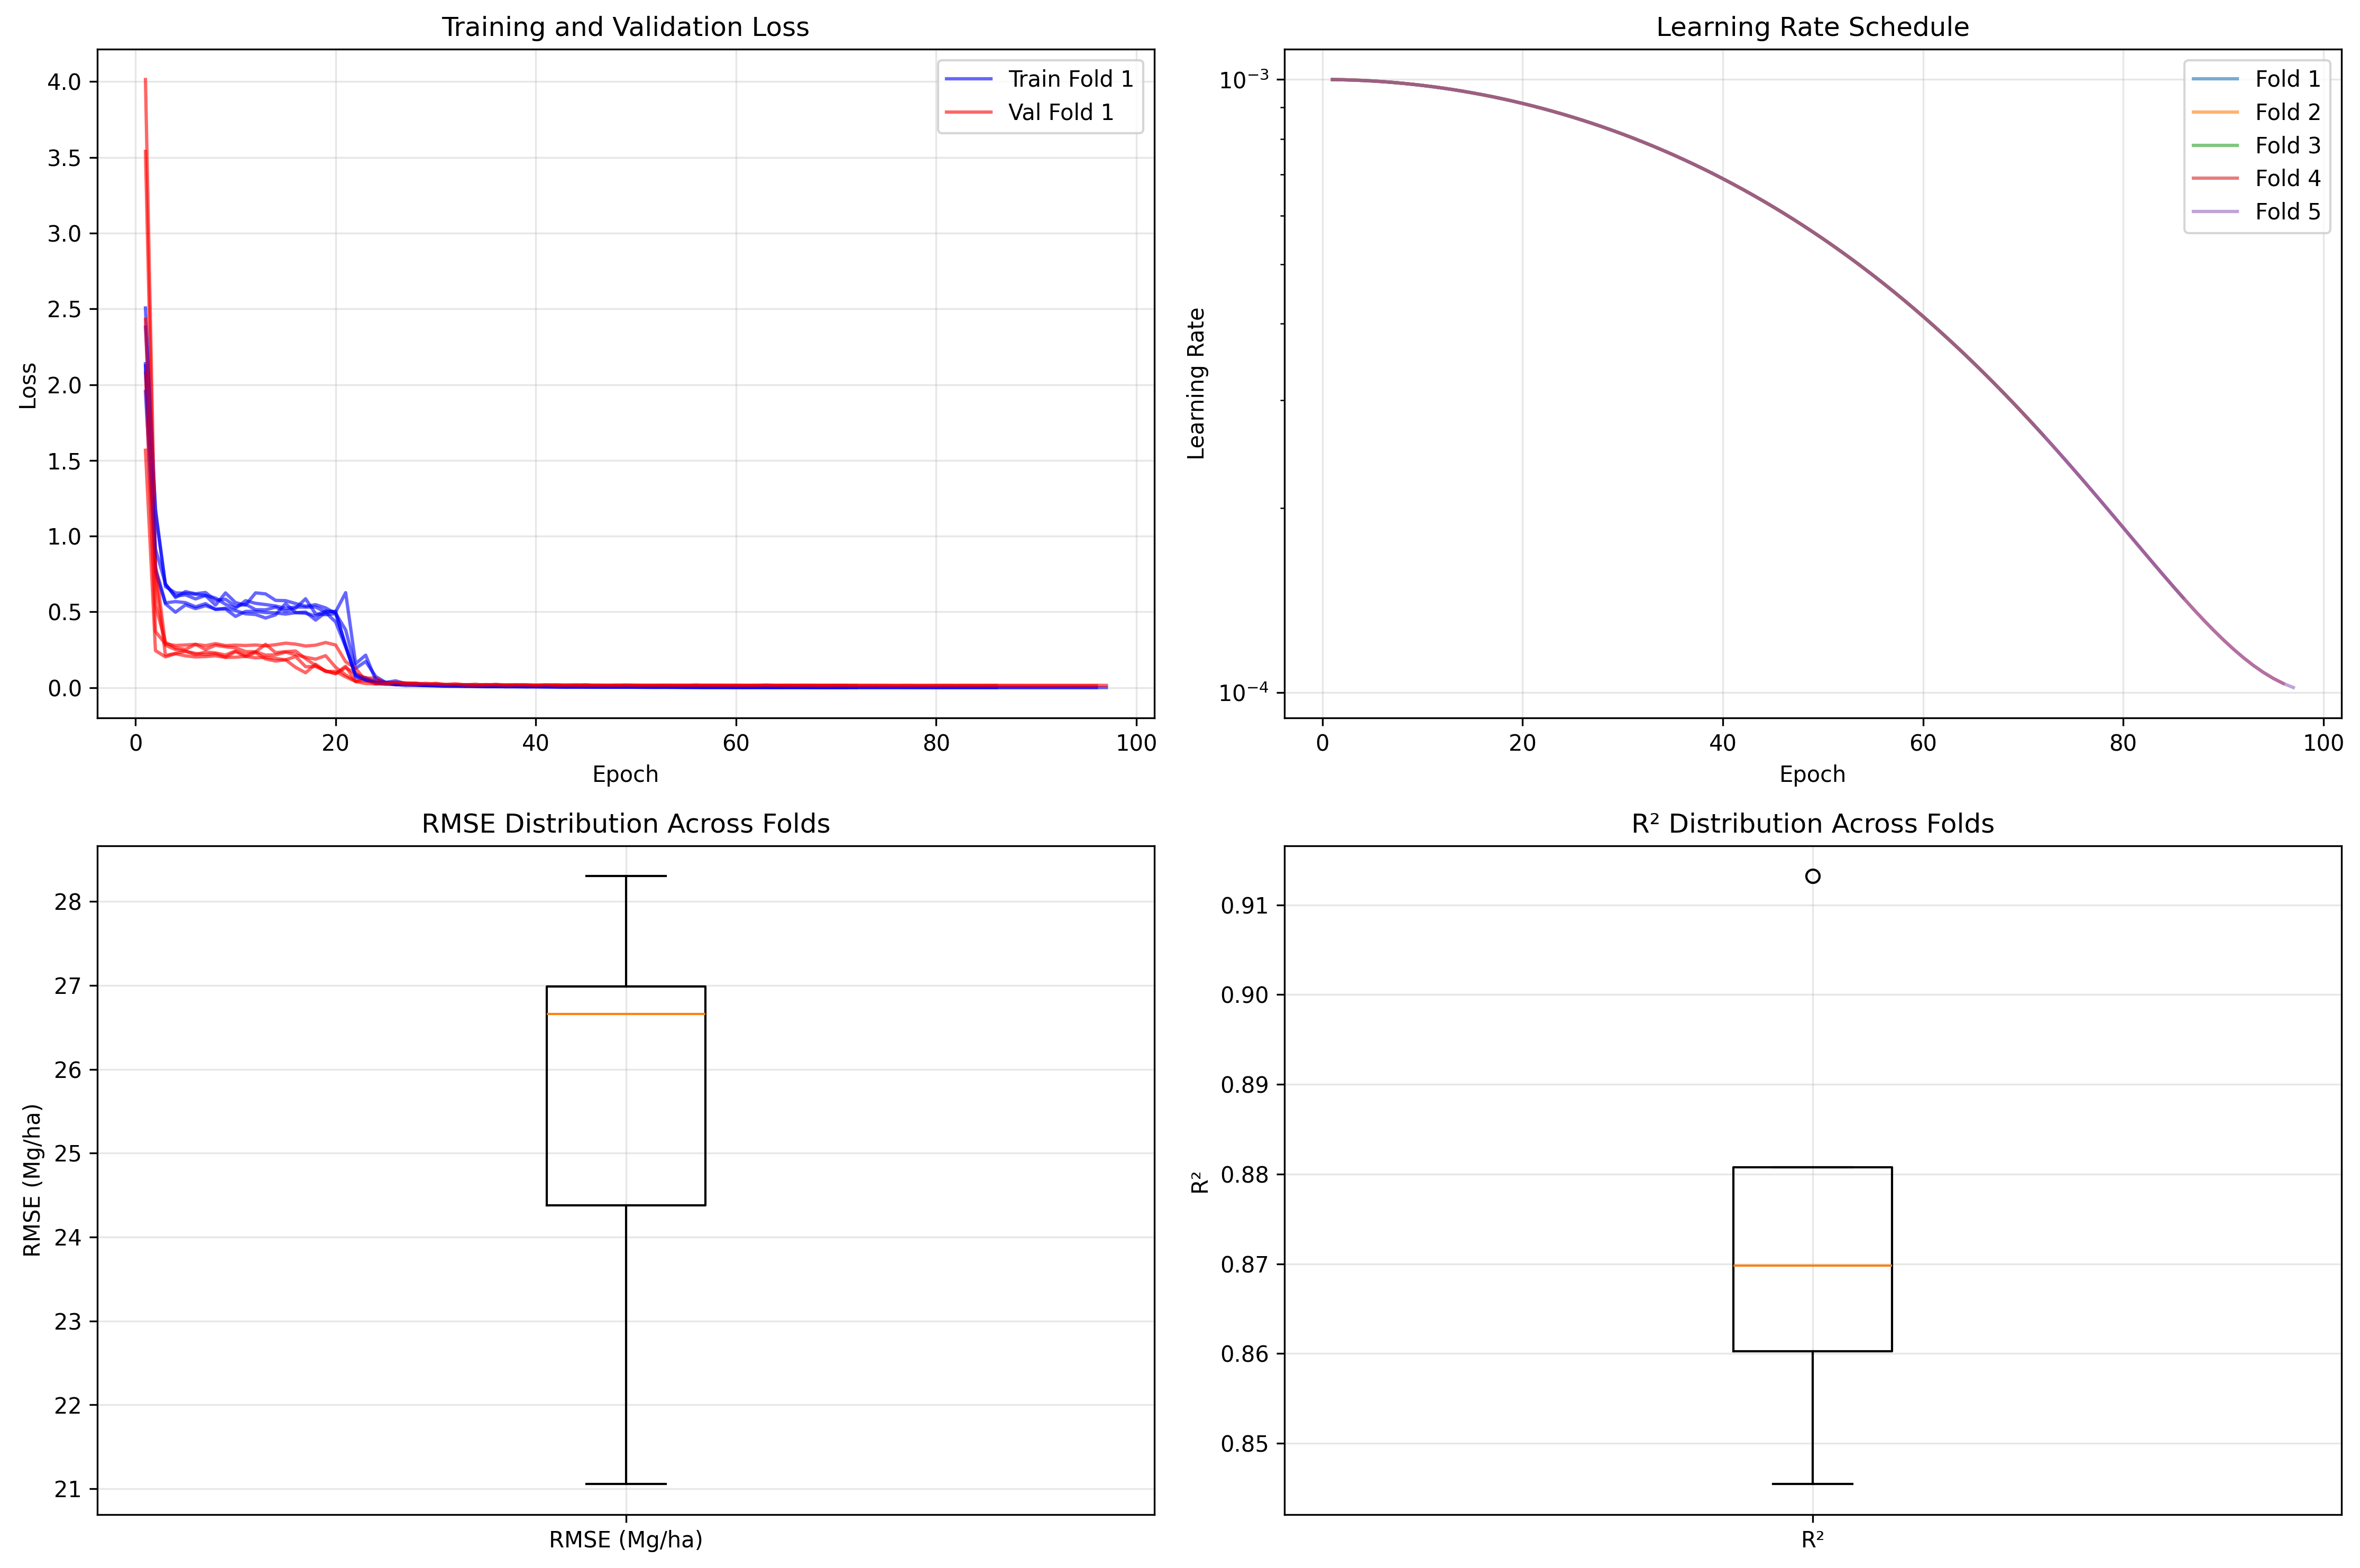 Training and Validation Loss
Loss
4.0
3.5
3.0
2.5
2.0
1.5
1.0
0.5
0.0
0 20 40 60 80 100
Epoch
Train Fold 1
Val Fold 1
Learning Rate Schedule
Learning Rate
10⁻³
10⁻⁴
0 20 40 60 80 100
Epoch
Fold 1
Fold 2
Fold 3
Fold 4
Fold 5
RMSE Distribution Across Folds
RMSE (Mg/ha)
28
27
26
25
24
23
22
21
RMSE (Mg/ha)
R² Distribution Across Folds
R²
0.91
0.90
0.89
0.88
0.87
0.86
0.85
R²